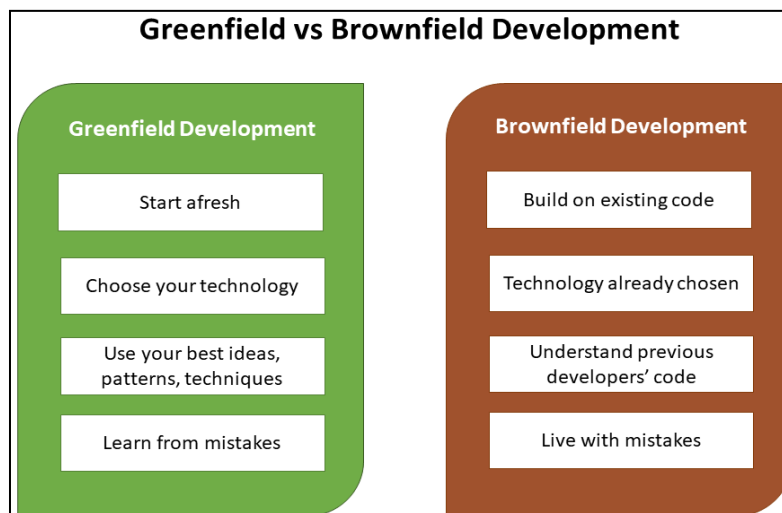 Greenfield vs Brownfield Development
Greenfield Development
Start afresh
Choose your technology
Use your best ideas,
patterns, techniques
Learn from mistakes
Brownfield Development
Build on existing code
Technology already chosen
Understand previous
developers’ code
Live with mistakes